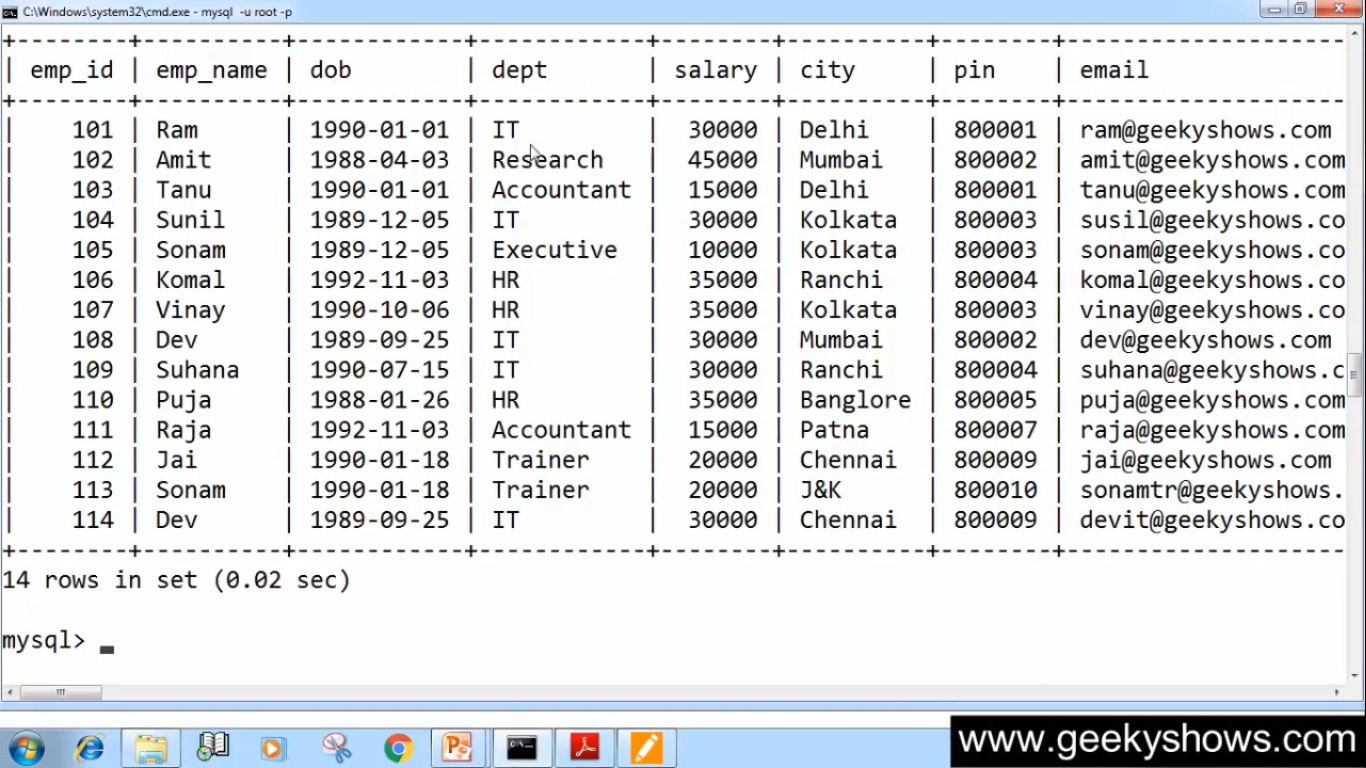 C:\Windows\system32\cmd.exe - mysql -u root -p
| emp_id | emp_name | dob | dept | salary | city | pin | email
| 101 | Ram | 1990-01-01 | IT | 30000 | Delhi | 800001 | ram@geekyshows.com
| 102 | Amit | 1988-04-03 | Research | 45000 | Mumbai | 800002 | amit@geekyshows.com
| 103 | Tanu | 1990-01-01 | Accountant | 15000 | Delhi | 800001 | tanu@geekyshows.com
| 104 | Sunil | 1989-12-05 | IT | 30000 | Kolkata | 800003 | susil@geekyshows.co
| 105 | Sonam | 1989-12-05 | Executive | 10000 | Kolkata | 800003 | sonam@geekyshows.co
| 106 | Komal | 1992-11-03 | HR | 35000 | Ranchi | 800004 | komal@geekyshows.co
| 107 | Vinay | 1990-10-06 | HR | 35000 | Kolkata | 800003 | vinay@geekyshows.co
| 108 | Dev | 1989-09-25 | IT | 30000 | Mumbai | 800002 | dev@geekyshows.com
| 109 | Suhana | 1990-07-15 | IT | 30000 | Ranchi | 800004 | suhana@geekyshows.c
| 110 | Puja | 1988-01-26 | HR | 35000 | Banglore | 800005 | puja@geekyshows.com
| 111 | Raja | 1992-11-03 | Accountant | 15000 | Patna | 800007 | raja@geekyshows.com
| 112 | Jai | 1990-01-18 | Trainer | 20000 | Chennai | 800009 | jai@geekyshows.com
| 113 | Sonam | 1990-01-18 | Trainer | 20000 | J&K | 800010 | sonamtr@geekyshows.
| 114 | Dev | 1989-09-25 | IT | 30000 | Chennai | 800009 | devit@geekyshows.co
14 rows in set (0.02 sec)
mysql> _
www.geekyshows.com